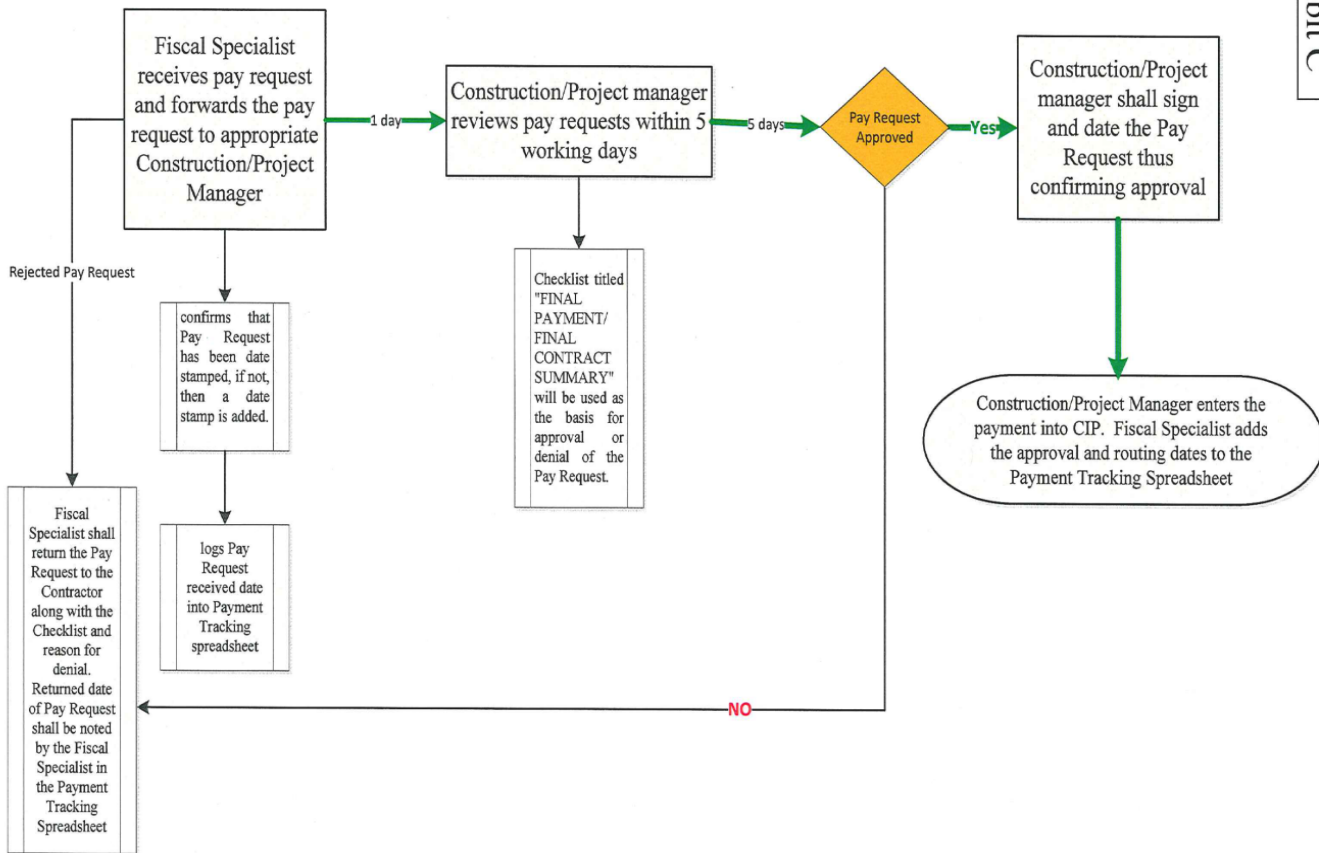 bit C
Fiscal Specialist
receives pay request
and forwards the pay
request to appropriate
Construction/Project
Manager
1 day
Construction/Project manager
reviews pay requests within 5
working days
5 days
Pay Request
Approved
Yes
Construction/Project
manager shall sign
and date the Pay
Request thus
confirming approval
Rejected Pay Request
confirms that
Pay Request
has been date
stamped, if not,
then a date
stamp is added.
Checklist titled
"FINAL
PAYMENT/
FINAL
CONTRACT
SUMMARY"
will be used as
the basis for
approval or
denial of the
Pay Request.
Construction/Project Manager enters the
payment into CIP. Fiscal Specialist adds
the approval and routing dates to the
Payment Tracking Spreadsheet
Fiscal
Specialist shall
return the Pay
Request to the
Contractor
along with the
Checklist and
reason for
denial.
Returned date
of Pay Request
shall be noted
by the Fiscal
Specialist in
the Payment
Tracking
Spreadsheet
logs Pay
Request
received date
into Payment
Tracking
spreadsheet
NO